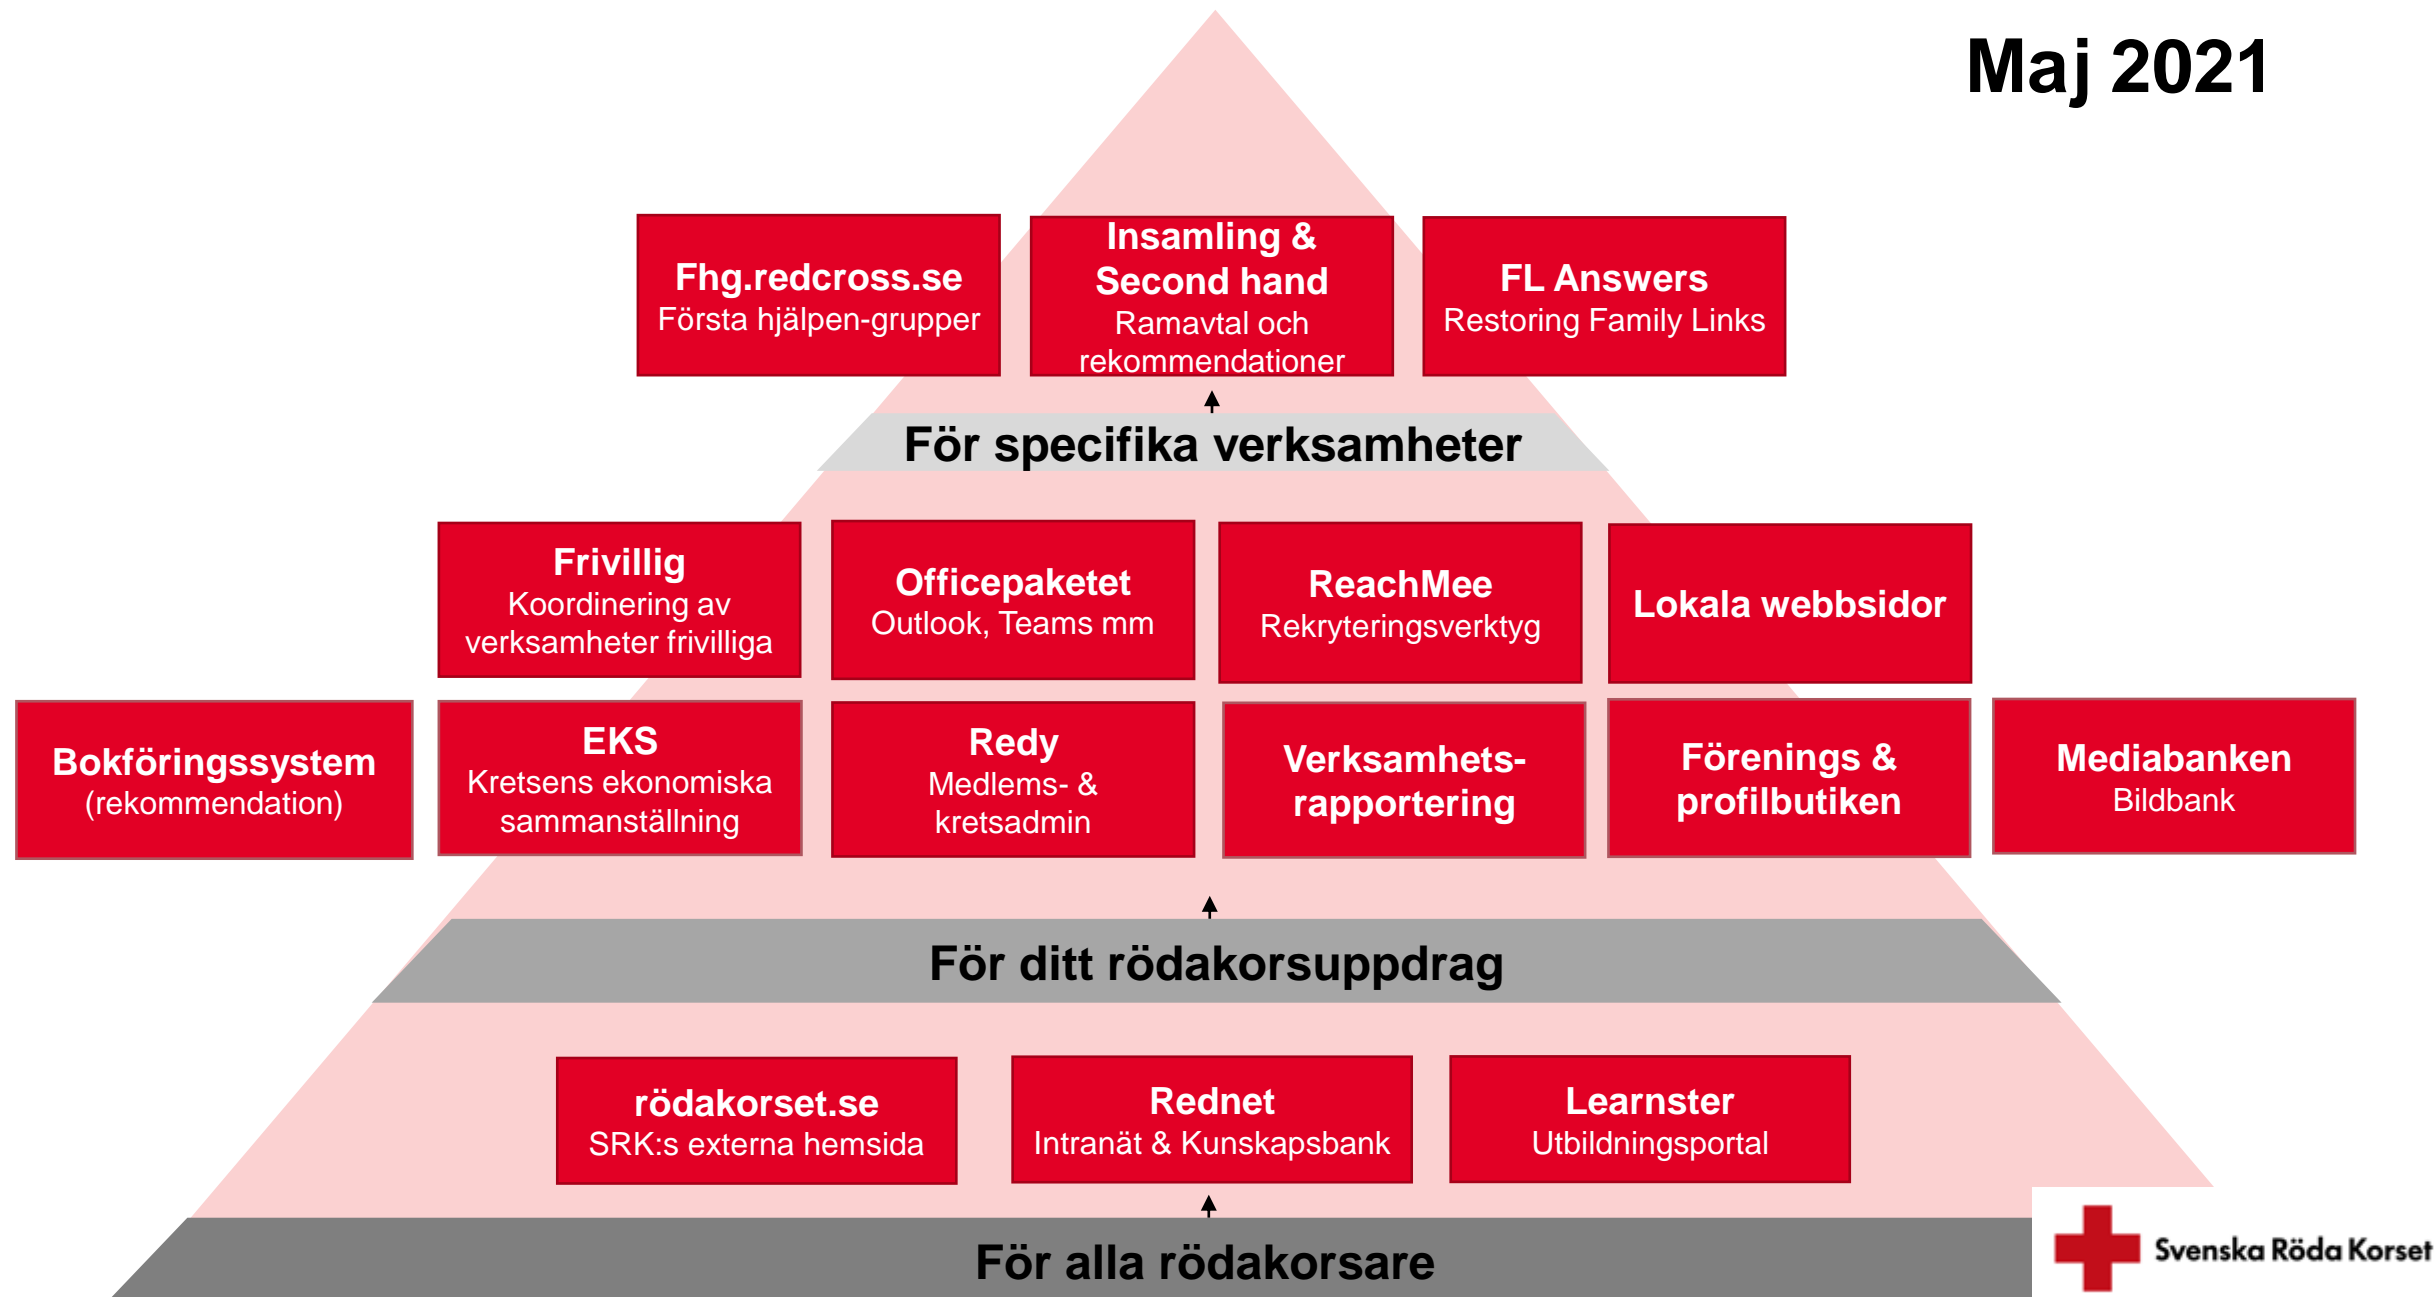 Maj 2021
Fhg.redcross.se
Första hjälpen-grupper
Insamling &
Second hand
Ramavtal och
rekommendationer
FL Answers
Restoring Family Links
För specifika verksamheter
Frivillig
Koordinering av
verksamheter frivilliga
Officepaketet
Outlook, Teams mm
ReachMee
Rekryteringsverktyg
Lokala webbsidor
Bokföringssystem
(rekommendation)
EKS
Kretsens ekonomiska
sammanställning
Redy
Medlems- &
kretsadmin
Verksamhets-
rapportering
Förenings &
profilbutiken
Mediabanken
Bildbank
För ditt rödakorsuppdrag
rödakorset.se
SRK:s externa hemsida
Rednet
Intranät & Kunskapsbank
Learnster
Utbildningsportal
För alla rödakorsare
Svenska Röda Korset